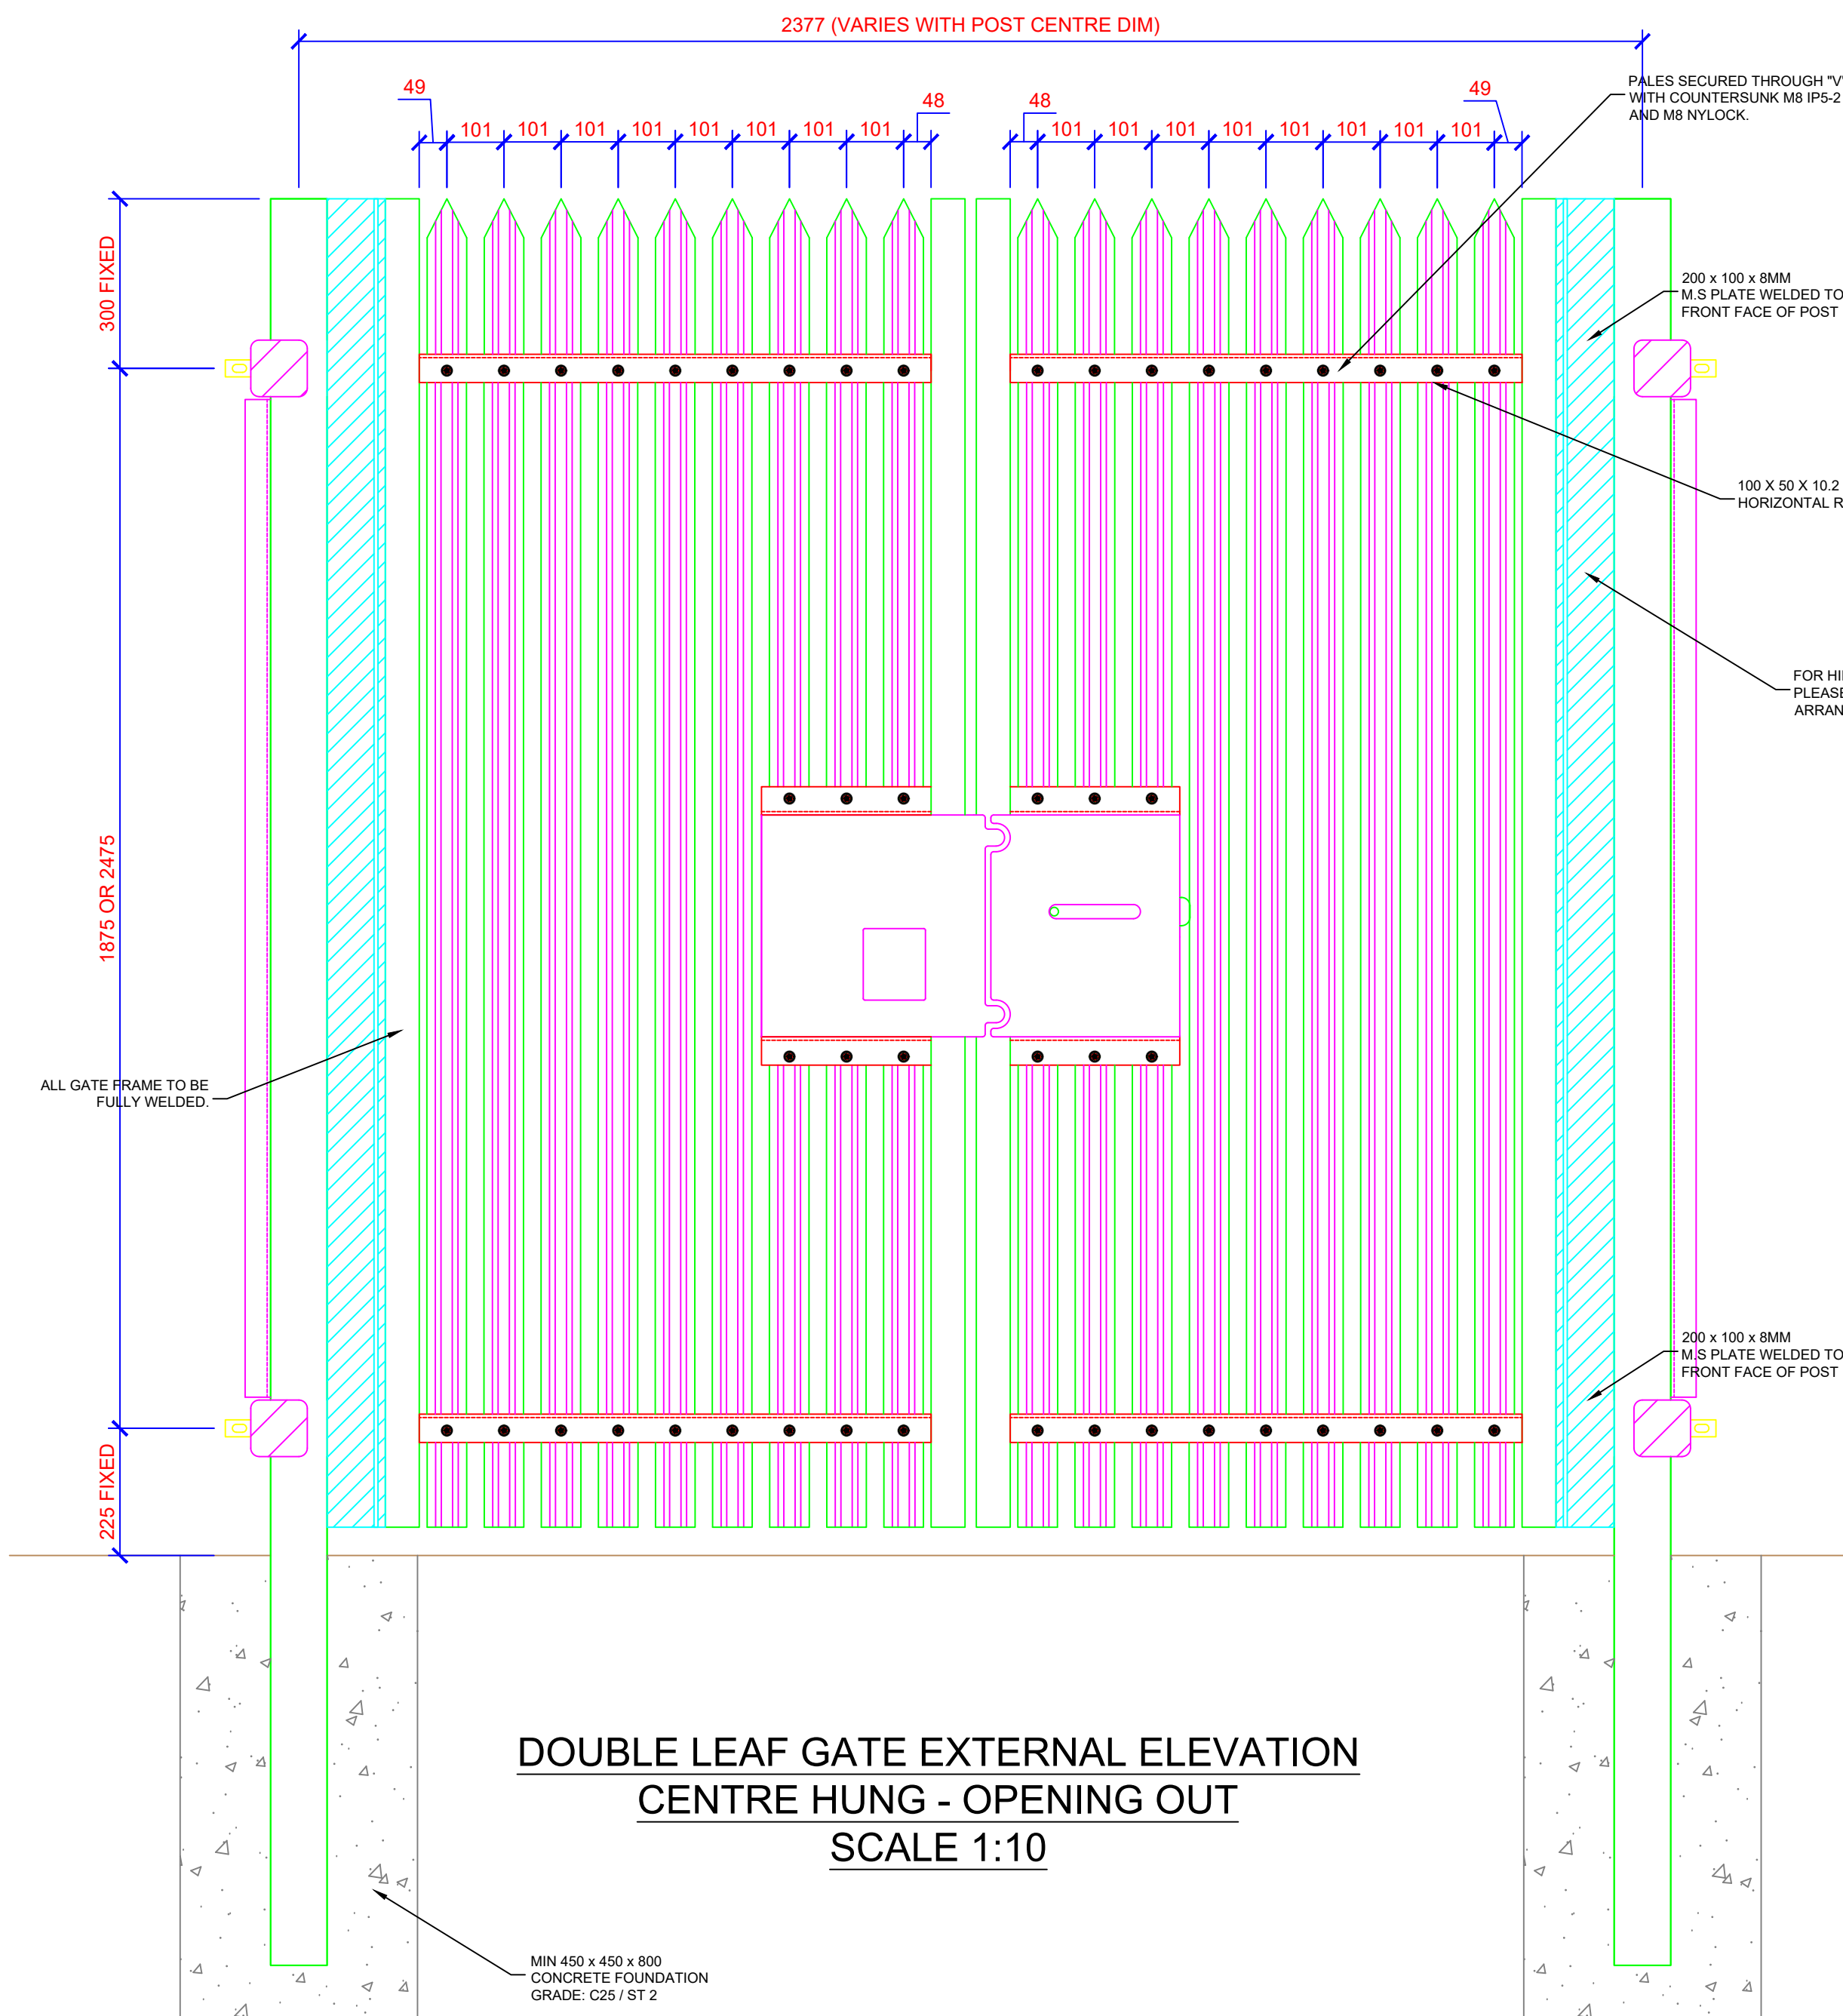 2377 (VARIES WITH POST CENTRE DIM)
49
48
48
49
101 101 101 101 101 101 101 101
101 101 101 101 101 101 101 101
PALES SECURED THROUGH "V"
WITH COUNTERSUNK M8 IP5-2
AND M8 NYLOCK.
300 FIXED
200 x 100 x 8MM
M.S PLATE WELDED TO
FRONT FACE OF POST
100 X 50 X 10.2
HORIZONTAL R
FOR HI
PLEASE
ARRAN
1875 OR 2475
ALL GATE FRAME TO BE
FULLY WELDED.
200 x 100 x 8MM
M.S PLATE WELDED TO
FRONT FACE OF POST
225 FIXED
DOUBLE LEAF GATE EXTERNAL ELEVATION
CENTRE HUNG - OPENING OUT
SCALE 1:10
MIN 450 x 450 x 800
CONCRETE FOUNDATION
GRADE: C25 / ST 2